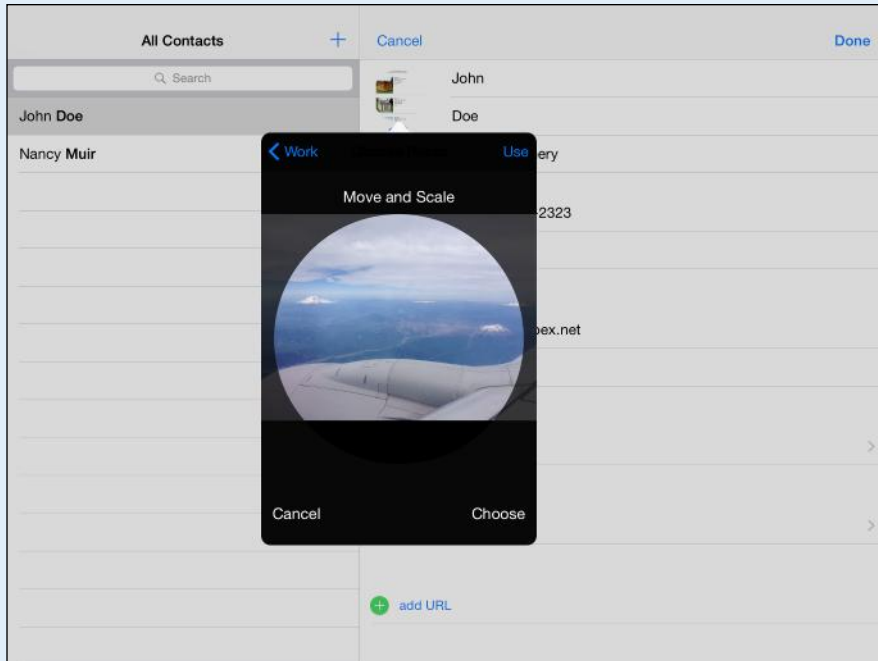 All Contacts
+
Cancel
Done
Search
John
John Doe
Doe
Nancy Muir
Work
Use
ery
Move and Scale
-2323
pex.net
Cancel
Choose
add URL